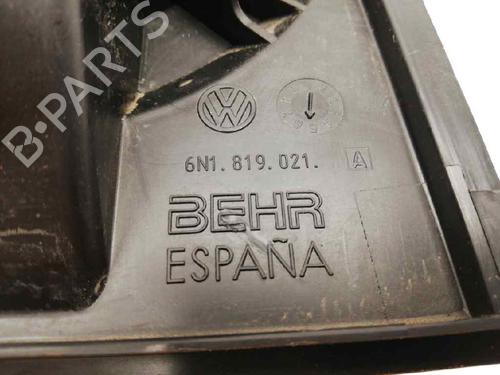 B-PARTS
6N1. 819. 021. A
BEHR
ESPAÑA